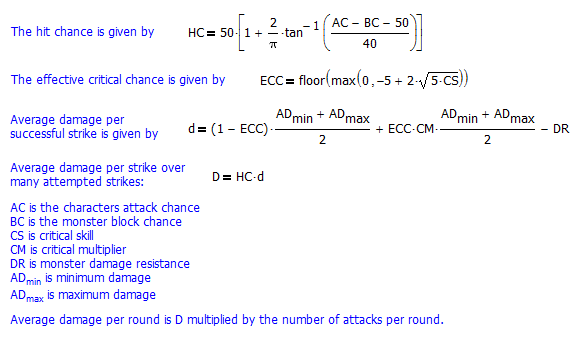 The hit chance is given by HC = 50·[1 + 2/π · tan⁻¹((AC − BC − 50)/40)]
The effective critical chance is given by ECC = floor(max(0, −5 + 2·√(5·CS)))
Average damage per
successful strike is given by d = (1 − ECC)·(ADmin + ADmax)/2 + ECC·CM·(ADmin + ADmax)/2 − DR
Average damage per strike over
many attempted strikes: D = HC·d
AC is the characters attack chance
BC is the monster block chance
CS is critical skill
CM is critical multiplier
DR is monster damage resistance
ADmin is minimum damage
ADmax is maximum damage
Average damage per round is D multiplied by the number of attacks per round.